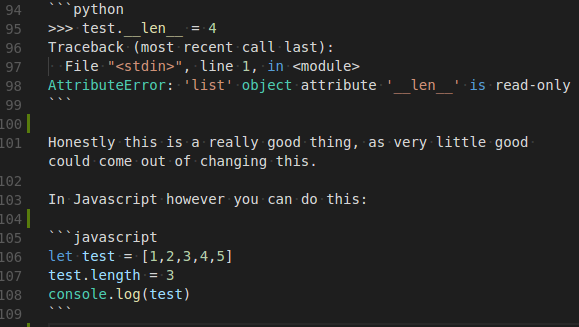 94 ```python
95 >>> test.__len__ = 4
96 Traceback (most recent call last):
97   File "<stdin>", line 1, in <module>
98 AttributeError: 'list' object attribute '__len__' is read-only
99 ```
100
101 Honestly this is a really good thing, as very little good
could come out of changing this.
102
103 In Javascript however you can do this:
104
105 ```javascript
106 let test = [1,2,3,4,5]
107 test.length = 3
108 console.log(test)
109 ```